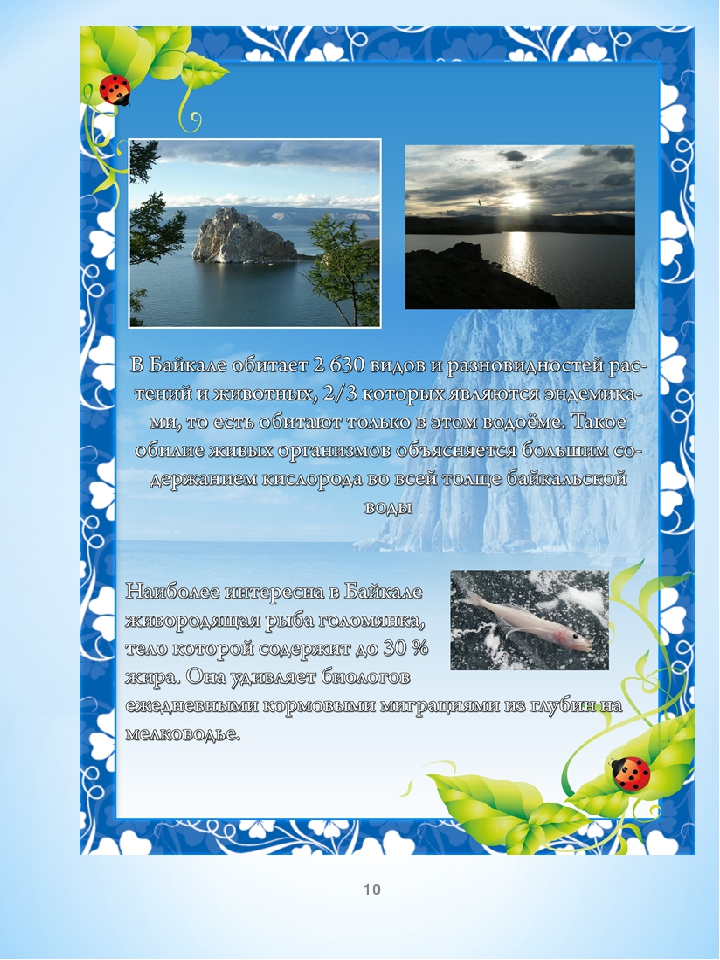 В Байкале обитает 2 630 видов и разновидностей рас-
тений и животных, 2/3 которых являются эндемика-
ми, то есть обитают только в этом водоёме. Такое
обилие живых организмов объясняется большим со-
держанием кислорода во всей толще байкальской
воды
Наиболее интересна в Байкале
живородящая рыба голомянка,
тело которой содержит до 30 %
жира. Она удивляет биологов
ежедневными кормовыми миграциями из глубин на
мелководье.
10